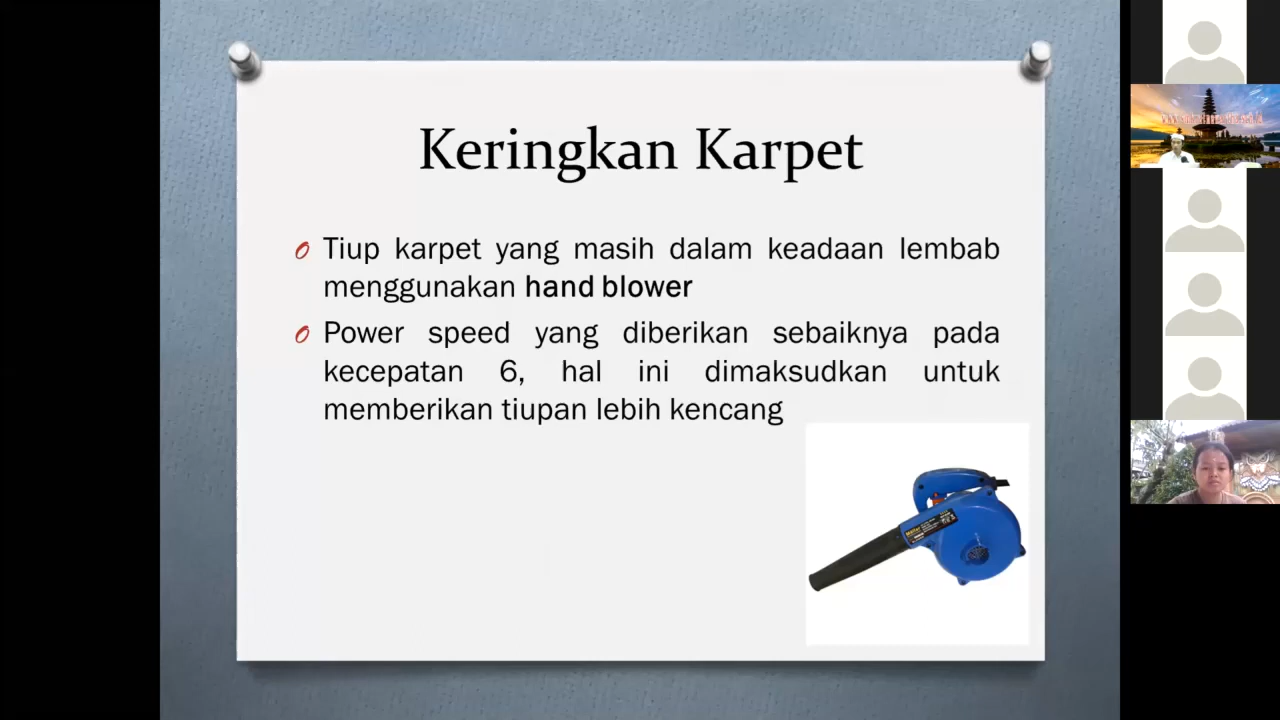 Keringkan Karpet
Tiup karpet yang masih dalam keadaan lembab
menggunakan hand blower
Power speed yang diberikan sebaiknya pada
kecepatan 6, hal ini dimaksudkan untuk
memberikan tiupan lebih kencang